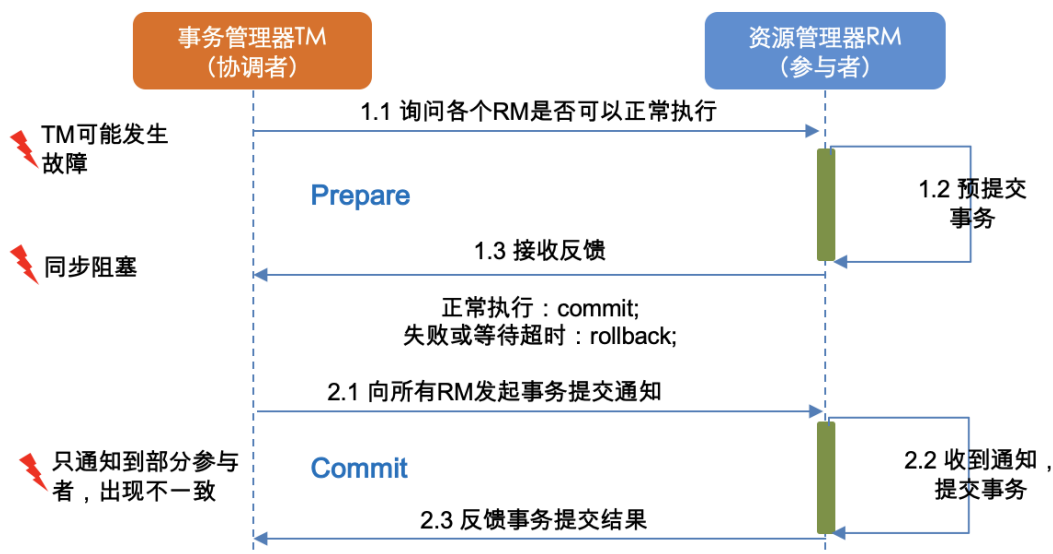 事务管理器TM
（协调者）
资源管理器RM
（参与者）
1.1 询问各个RM是否可以正常执行
TM可能发生
故障
Prepare
1.2 预提交
事务
1.3 接收反馈
同步阻塞
正常执行：commit;
失败或等待超时：rollback;
2.1 向所有RM发起事务提交通知
只通知到部分参与
者，出现不一致
Commit
2.2 收到通知，
提交事务
2.3 反馈事务提交结果